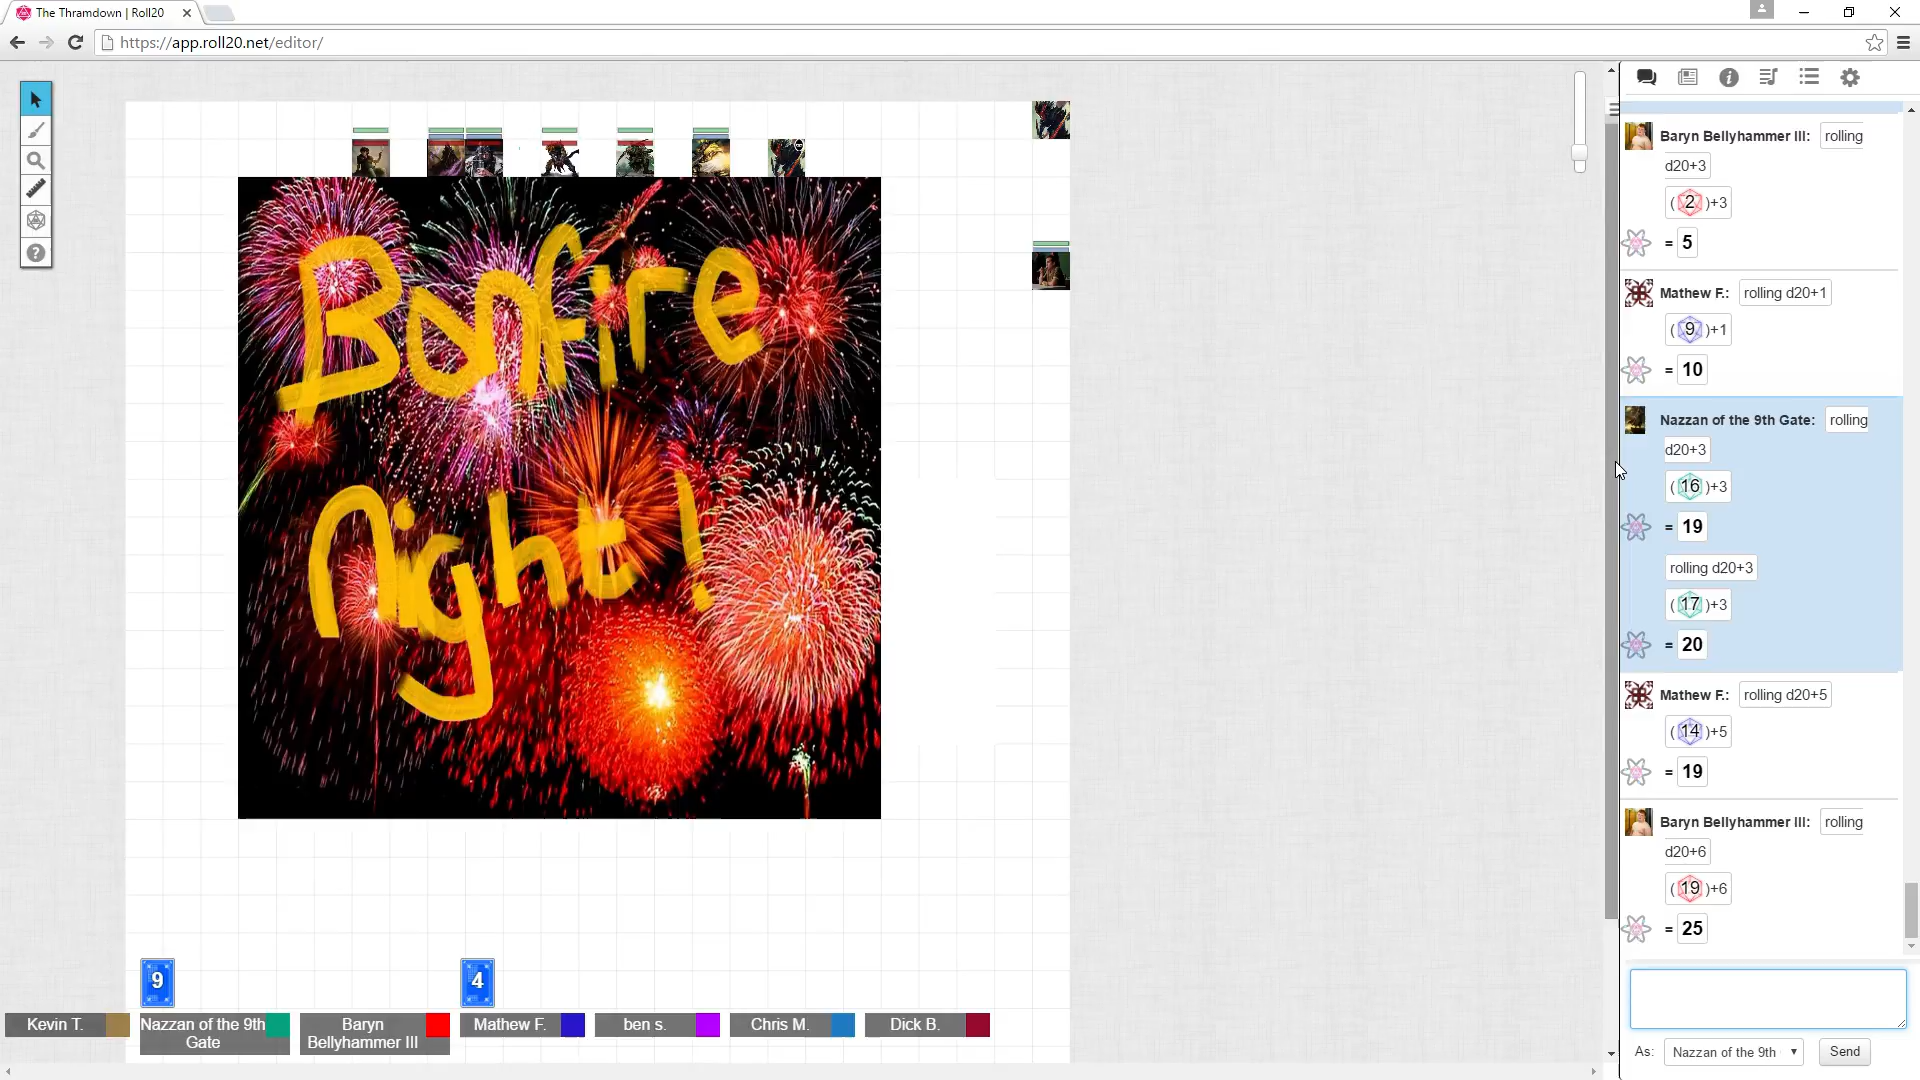 The Thramdown | Roll20
https://app.roll20.net/editor/
Bonfire
Night!
Baryn Bellyhammer III: rolling
d20+3
(2)+3
= 5
Mathew F.: rolling d20+1
(9)+1
= 10
Nazzan of the 9th Gate: rolling
d20+3
(16)+3
= 19
rolling d20+3
(17)+3
= 20
Mathew F.: rolling d20+5
(14)+5
= 19
Baryn Bellyhammer III: rolling
d20+6
(19)+6
= 25
As: Nazzan of the 9th Send
9 4
Kevin T.
Nazzan of the 9th
Gate
Baryn
Bellyhammer III
Mathew F.
ben s.
Chris M.
Dick B.